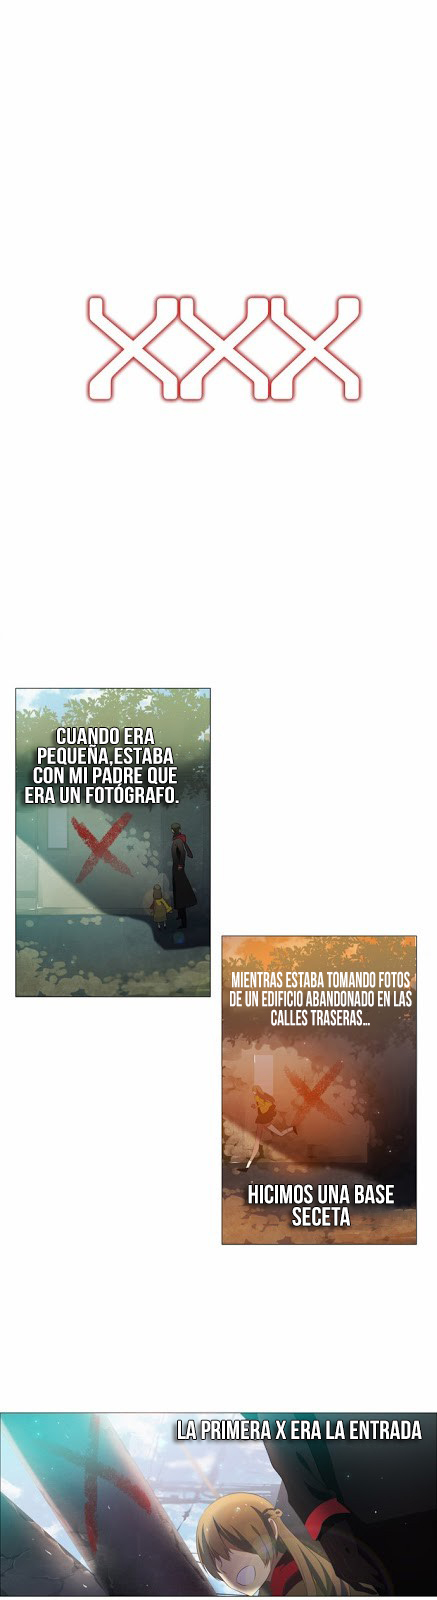 XXX
CUANDO ERA
PEQUEÑA,ESTABA
CON MI PADRE QUE
ERA UN FOTÓGRAFO.
MIENTRAS ESTABA TOMANDO FOTOS
DE UN EDIFICIO ABANDONADO EN LAS
CALLES TRASERAS...
HICIMOS UNA BASE
SECETA
LA PRIMERA X ERA LA ENTRADA